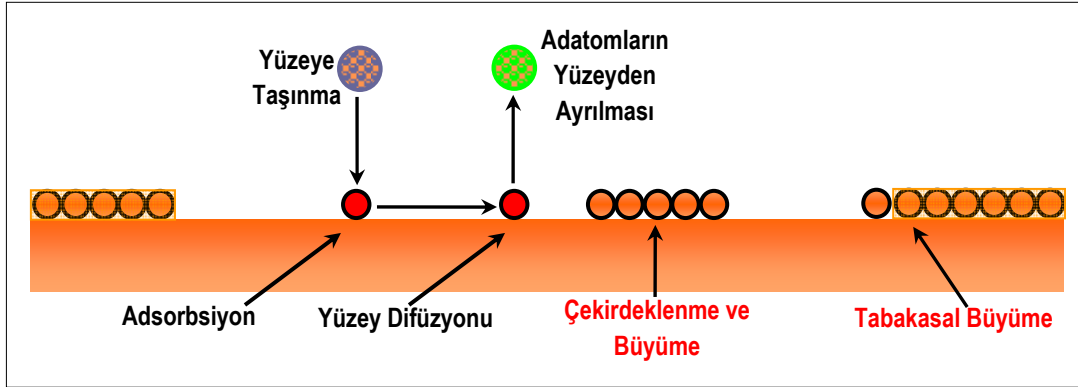 Yüzeye
Taşınma
Adatomların
Yüzeyden
Ayrılması
Adsorbsiyon
Yüzey Difüzyonu
Çekirdeklenme ve
Büyüme
Tabakasal Büyüme